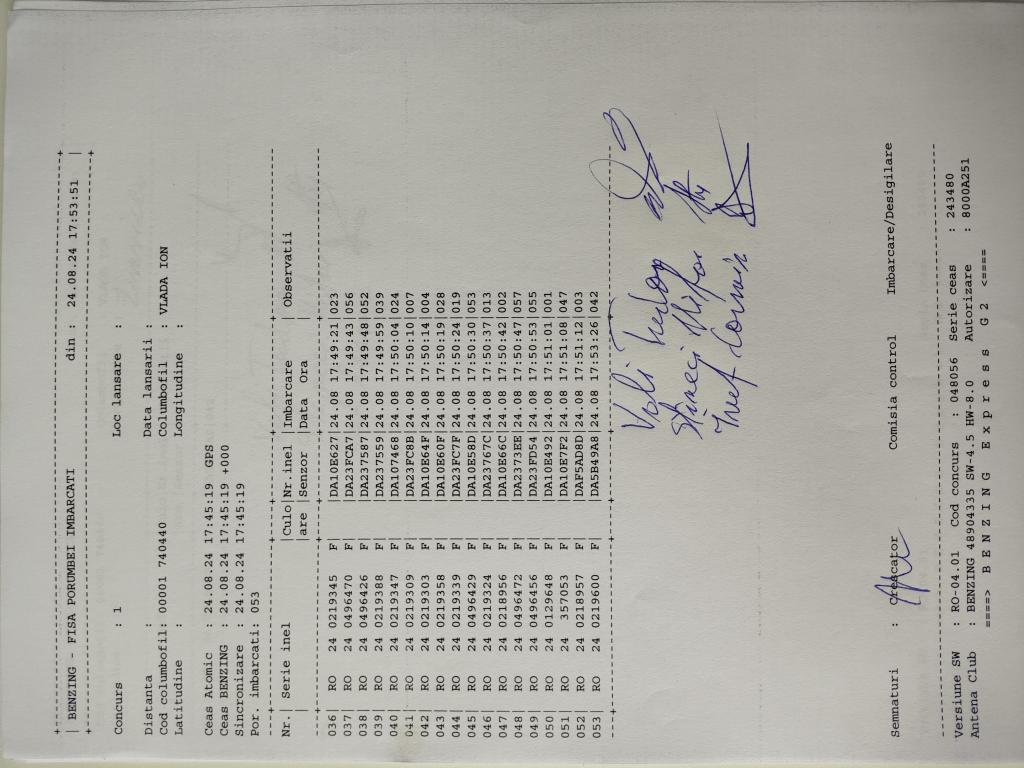 +--------------------------------------------------------------+
| BENZING - FISA PORUMBEI IMBARCATI din : 24.08.24 17:53:51 |
+--------------------------------------------------------------+
Concurs : 1 Loc lansare :
Distanta : Data lansarii :
Cod columbofil: 00001 740440 Columbofil : VLADA ION
Latitudine : Longitudine :
Ceas Atomic : 24.08.24 17:45:19 GPS
Ceas BENZING : 24.08.24 17:45:19 +000
Sincronizare : 24.08.24 17:45:19
Por. imbarcati: 053
Nr.| Serie inel |Culo|Nr.inel |Imbarcare |Observatii
| |are |Senzor |Data Ora |
036| RO 24 0219345 F| |DA10E627|24.08 17:49:21|023
037| RO 24 0496470 F| |DA23FCA7|24.08 17:49:43|056
038| RO 24 0496426 F| |DA237587|24.08 17:49:48|052
039| RO 24 0219388 F| |DA237559|24.08 17:49:59|039
040| RO 24 0219347 F| |DA107468|24.08 17:50:04|024
041| RO 24 0219309 F| |DA23FC8B|24.08 17:50:10|007
042| RO 24 0219303 F| |DA10E64F|24.08 17:50:14|004
043| RO 24 0219358 F| |DA10E60F|24.08 17:50:19|028
044| RO 24 0219339 F| |DA23FC7F|24.08 17:50:24|019
045| RO 24 0496429 F| |DA10E58D|24.08 17:50:30|053
046| RO 24 0219324 F| |DA23767C|24.08 17:50:37|013
047| RO 24 0218956 F| |DA10E66C|24.08 17:50:42|002
048| RO 24 0496472 F| |DA2373EE|24.08 17:50:47|057
049| RO 24 0496456 F| |DA23FD54|24.08 17:50:53|055
050| RO 24 0129648 F| |DA10E492|24.08 17:51:01|001
051| RO 24 357053 F| |DA10E7F2|24.08 17:51:08|047
052| RO 24 0218957 F| |DAF5AD8D|24.08 17:51:12|003
053| RO 24 0219600 F| |DA5B49A8|24.08 17:53:26|042
Semnaturi : Crescator Comisia control Imbarcare/Desigilare
Versiune SW : RO-04.01 Cod concurs : 048056 Serie ceas : 243480
Antena Club : BENZING 48904335 SW-4.5 HW-8.0 Autorizare : 8000A251
====> B E N Z I N G E x p r e s s G 2 <====